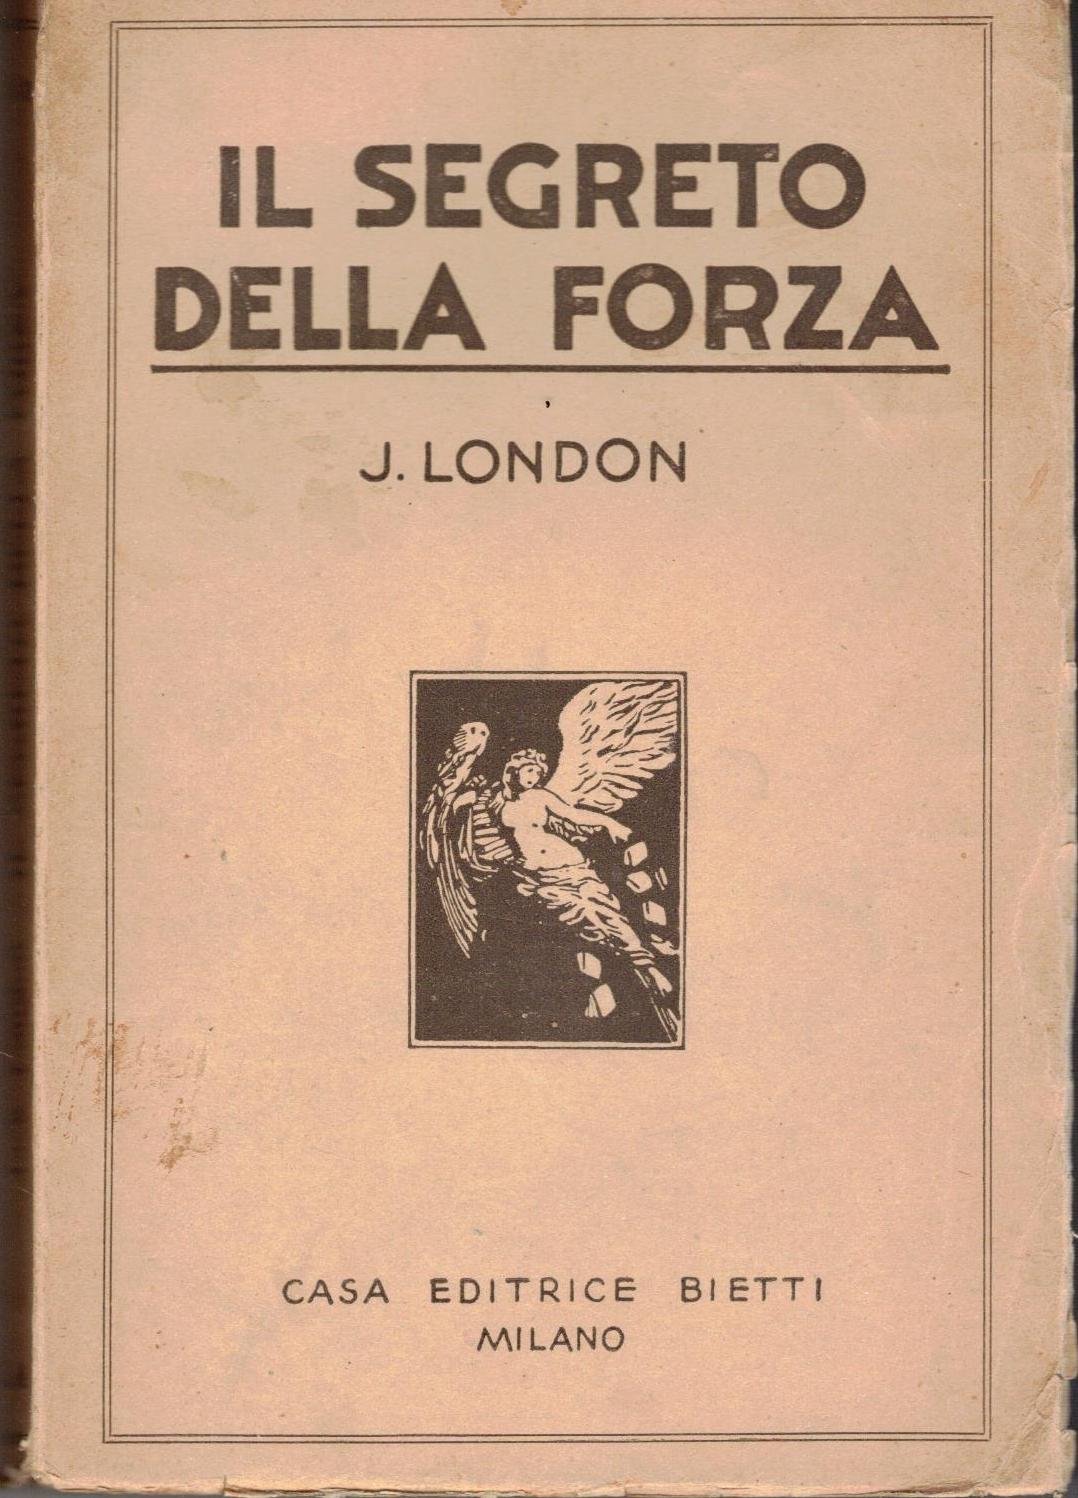 IL SEGRETO
DELLA FORZA
J. LONDON
CASA EDITRICE BIETTI
MILANO